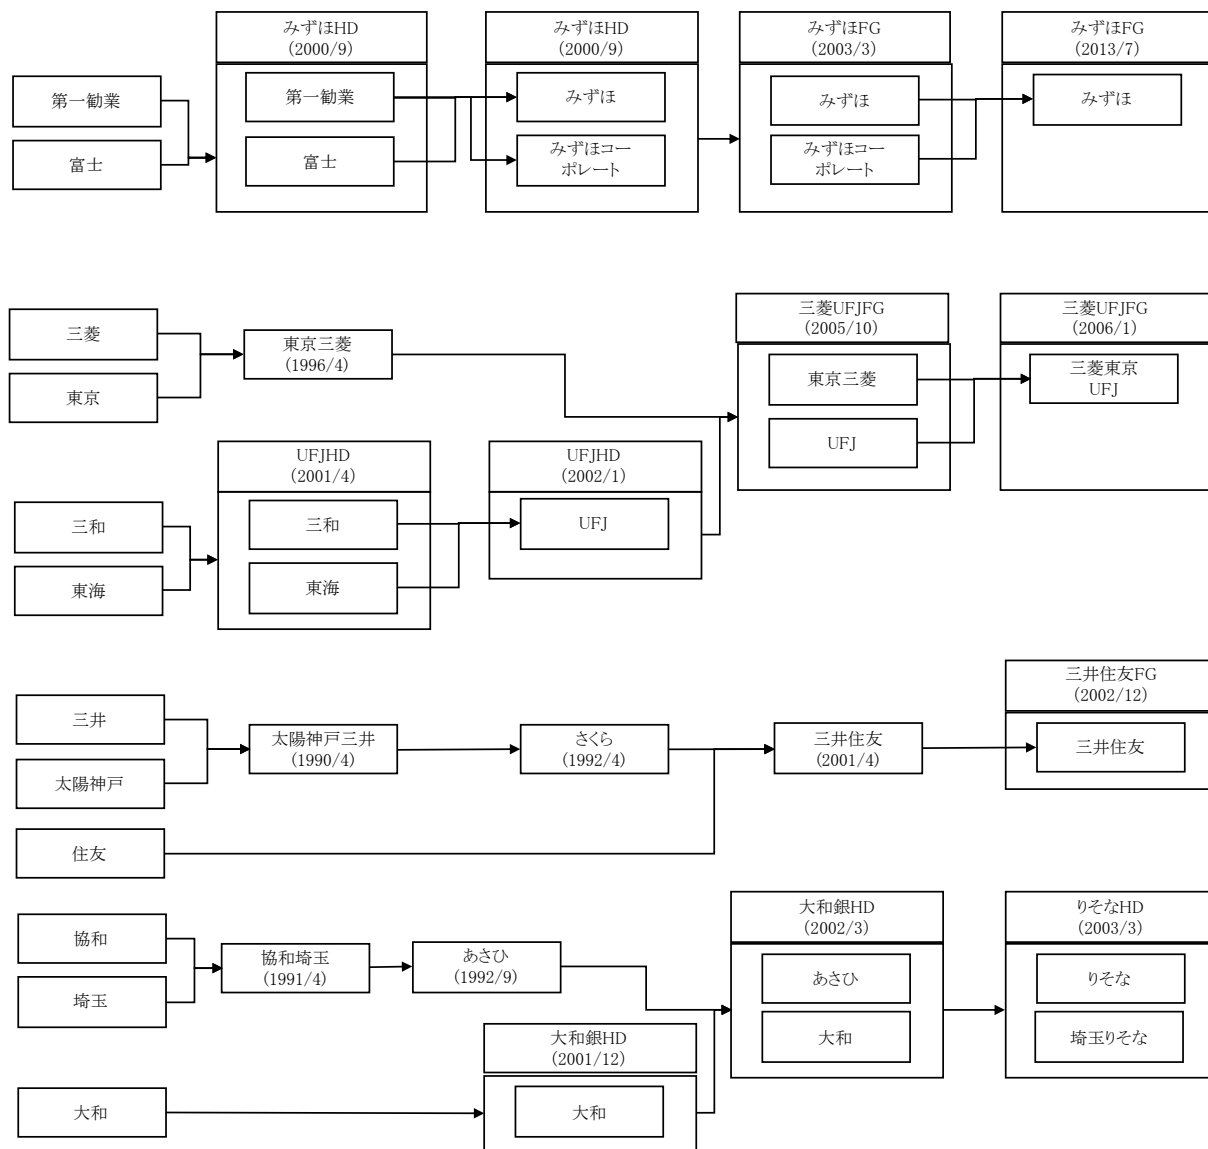 みずほHD
(2000/9)
みずほHD
(2000/9)
みずほFG
(2003/3)
みずほFG
(2013/7)
第一勧業
富士
第一勧業
富士
みずほ
みずほコー
ポレート
みずほ
みずほコー
ポレート
みずほ
三菱
東京
東京三菱
(1996/4)
三菱UFJFG
(2005/10)
三菱UFJFG
(2006/1)
東京三菱
UFJ
三菱東京
UFJ
三和
東海
UFJHD
(2001/4)
三和
東海
UFJHD
(2002/1)
UFJ
三井
太陽神戸
住友
太陽神戸三井
(1990/4)
さくら
(1992/4)
三井住友
(2001/4)
三井住友FG
(2002/12)
三井住友
協和
埼玉
協和埼玉
(1991/4)
あさひ
(1992/9)
大和
大和銀HD
(2001/12)
大和
大和銀HD
(2002/3)
あさひ
大和
りそなHD
(2003/3)
りそな
埼玉りそな